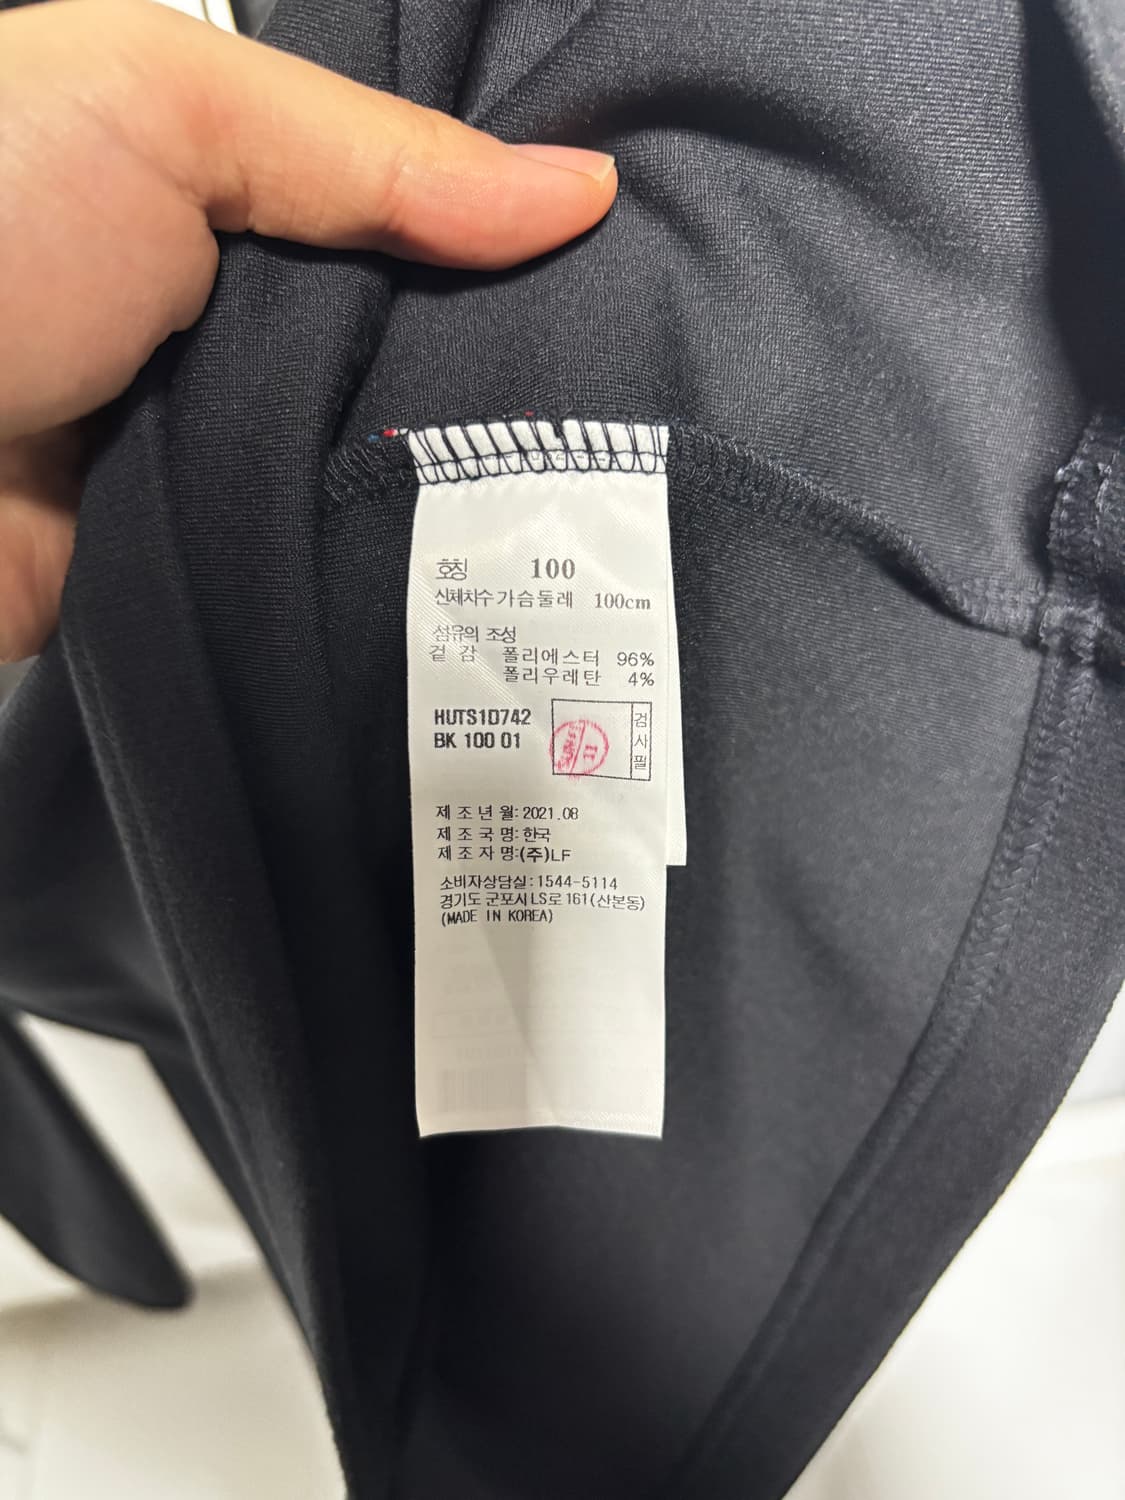 호칭 100
신체치수 가슴둘레 100cm
섬유의 조성
겉 감 폴리에스터 96%
폴리우레탄 4%
HUTS1D742
BK 100 01
검사필
제 조 년 월: 2021.08
제 조 국 명: 한국
제 조 자 명:(주)LF
소비자상담실:1544-5114
경기도 군포시 LS로 161(산본동)
(MADE IN KOREA)